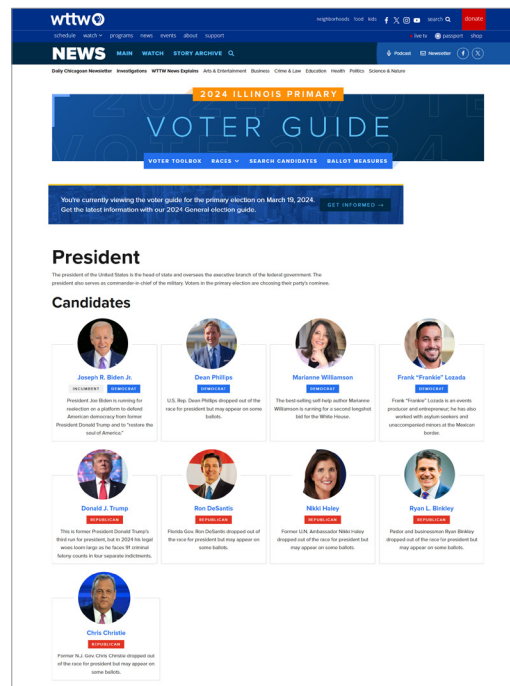 wttw
neighborhoods food kids search donate
schedule watch programs news events about support live tv passport shop
NEWS MAIN WATCH STORY ARCHIVE Podcast Newsletter
Daily Chicagoan Newsletter Investigations WTTW News Explains Arts & Entertainment Business Crime & Law Education Health Politics Science & Nature
2024 ILLINOIS PRIMARY
VOTER GUIDE
VOTER TOOLBOX RACES SEARCH CANDIDATES BALLOT MEASURES
You're currently viewing the voter guide for the primary election on March 19, 2024.
Get the latest information with our 2024 General election guide.
GET INFORMED →
President
The president of the United States is the head of state and oversees the executive branch of the federal government. The
president also serves as commander-in-chief of the military. Voters in the primary election are choosing their party's nominee.
Candidates
Joseph R. Biden Jr.
INCUMBENT DEMOCRAT
President Joe Biden is running for
reelection on a platform to defend
American democracy from former
President Donald Trump and to "restore the
soul of America."
Dean Phillips
DEMOCRAT
U.S. Rep. Dean Phillips dropped out of the
race for president but may appear on some
ballots.
Marianne Williamson
DEMOCRAT
The best-selling self-help author Marianne
Williamson is running for a second longshot
bid for the White House.
Frank "Frankie" Lozada
DEMOCRAT
Frank "Frankie" Lozada is an events
producer and entrepreneur; he has also
worked with asylum seekers and
unaccompanied minors at the Mexican
border.
Donald J. Trump
REPUBLICAN
This is former President Donald Trump's
third run for president, but in 2024 his legal
woes loom large as he faces 91 criminal
felony counts in four separate indictments.
Ron DeSantis
REPUBLICAN
Florida Gov. Ron DeSantis dropped out of
the race for president but may appear on
some ballots.
Nikki Haley
REPUBLICAN
Former U.N. Ambassador Nikki Haley
dropped out of the race for president but
may appear on some ballots.
Ryan L. Binkley
REPUBLICAN
Pastor and businessman Ryan Binkley
dropped out of the race for president but
may appear on some ballots.
Chris Christie
REPUBLICAN
Former N.J. Gov. Chris Christie dropped out
of the race for president but may appear on
some ballots.